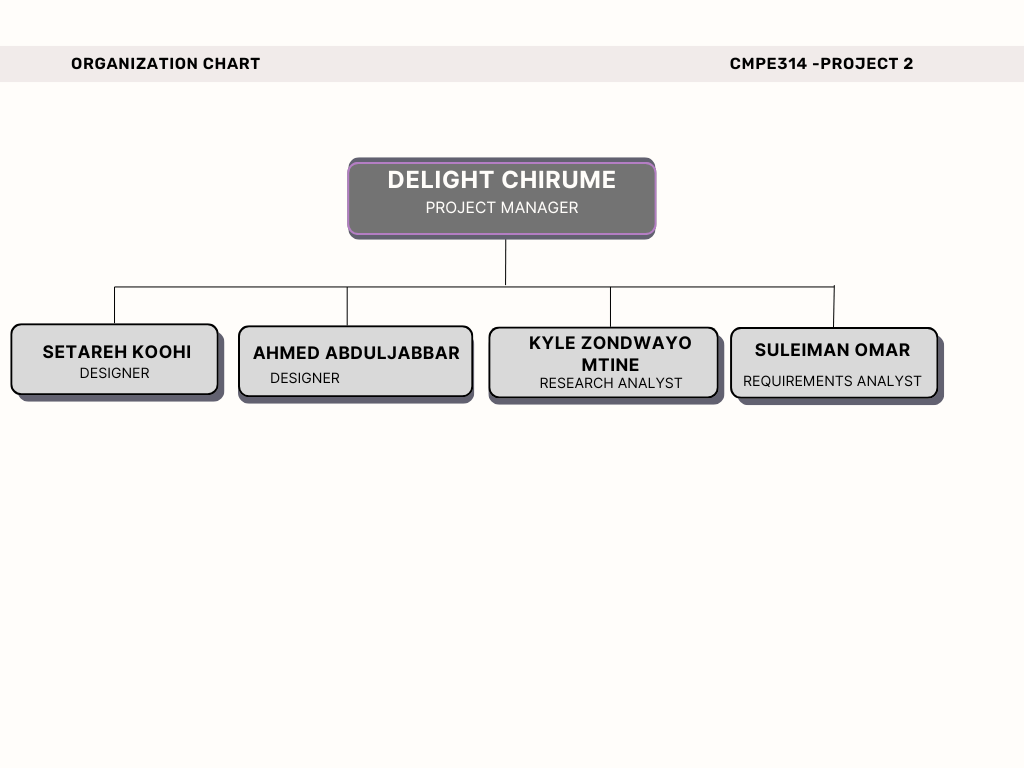 ORGANIZATION CHART
CMPE314 -PROJECT 2
DELIGHT CHIRUME
PROJECT MANAGER
SETAREH KOOHI
DESIGNER
AHMED ABDULJABBAR
DESIGNER
KYLE ZONDWAYO
MTINE
RESEARCH ANALYST
SULEIMAN OMAR
REQUIREMENTS ANALYST